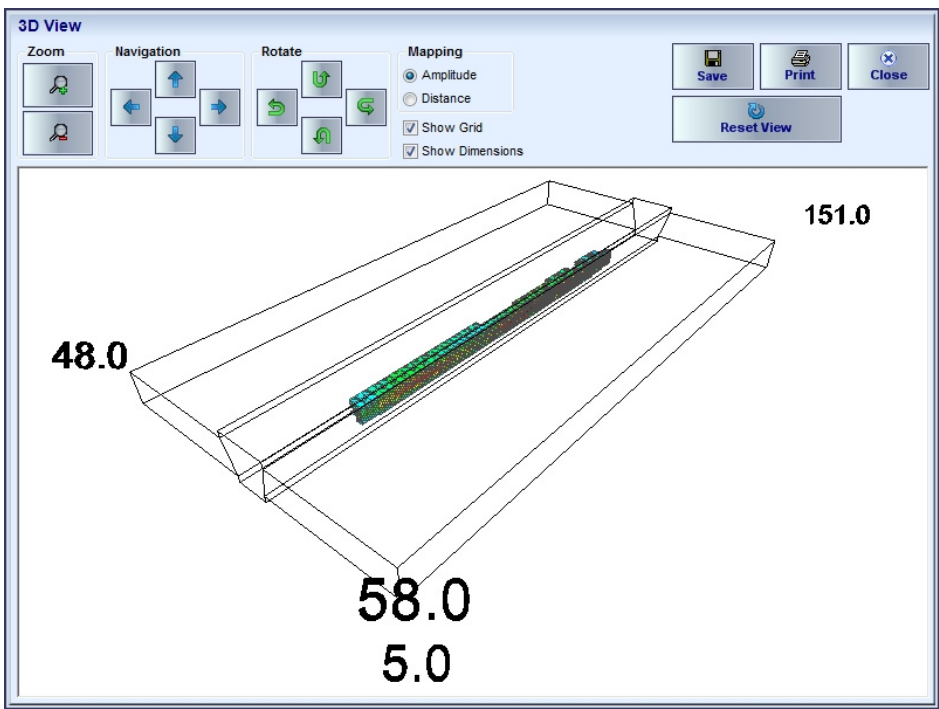 3D View
Zoom
Navigation
Rotate
Mapping
Amplitude
Distance
Show Grid
Show Dimensions
Save
Print
Close
Reset View
151.0
48.0
58.0
5.0